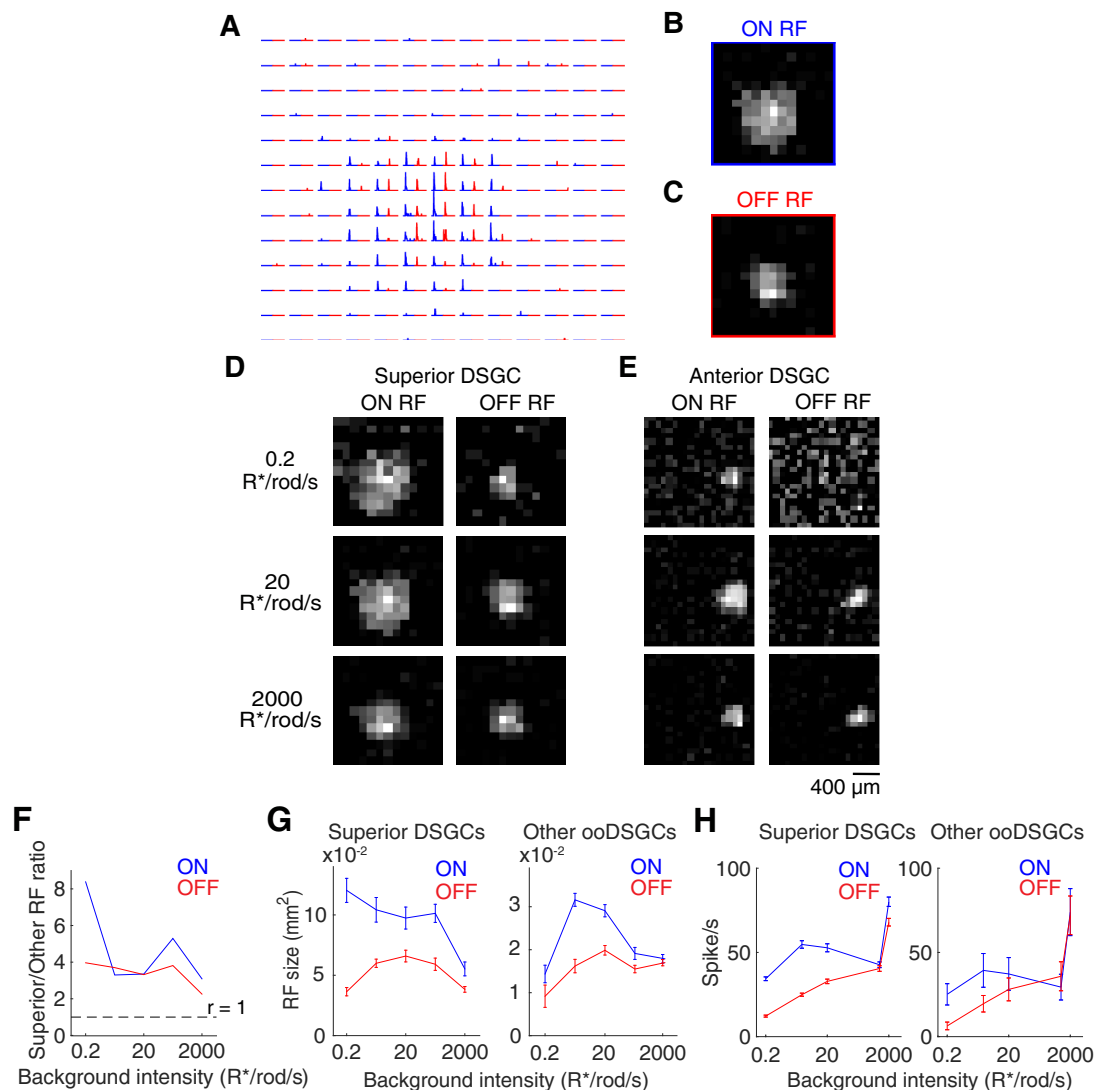 A
B
ON RF
C
OFF RF
D
Superior DSGC
ON RF OFF RF
E
Anterior DSGC
ON RF OFF RF
0.2
R*/rod/s
20
R*/rod/s
2000
R*/rod/s
400 µm
F
Superior/Other RF ratio
8
6
4
2
0
ON
OFF
r = 1
0.2 20 2000
Background intensity (R*/rod/s)
G
Superior DSGCs
x10-2
RF size (mm2)
10
5
0
ON
OFF
0.2 20 2000
Other ooDSGCs
x10-2
3
2
1
0
ON
OFF
0.2 20 2000
Background intensity (R*/rod/s)
H
Superior DSGCs
Spike/s
100
50
0
ON
OFF
0.2 20 2000
Other ooDSGCs
100
50
0
ON
OFF
0.2 20 2000
Background intensity (R*/rod/s)